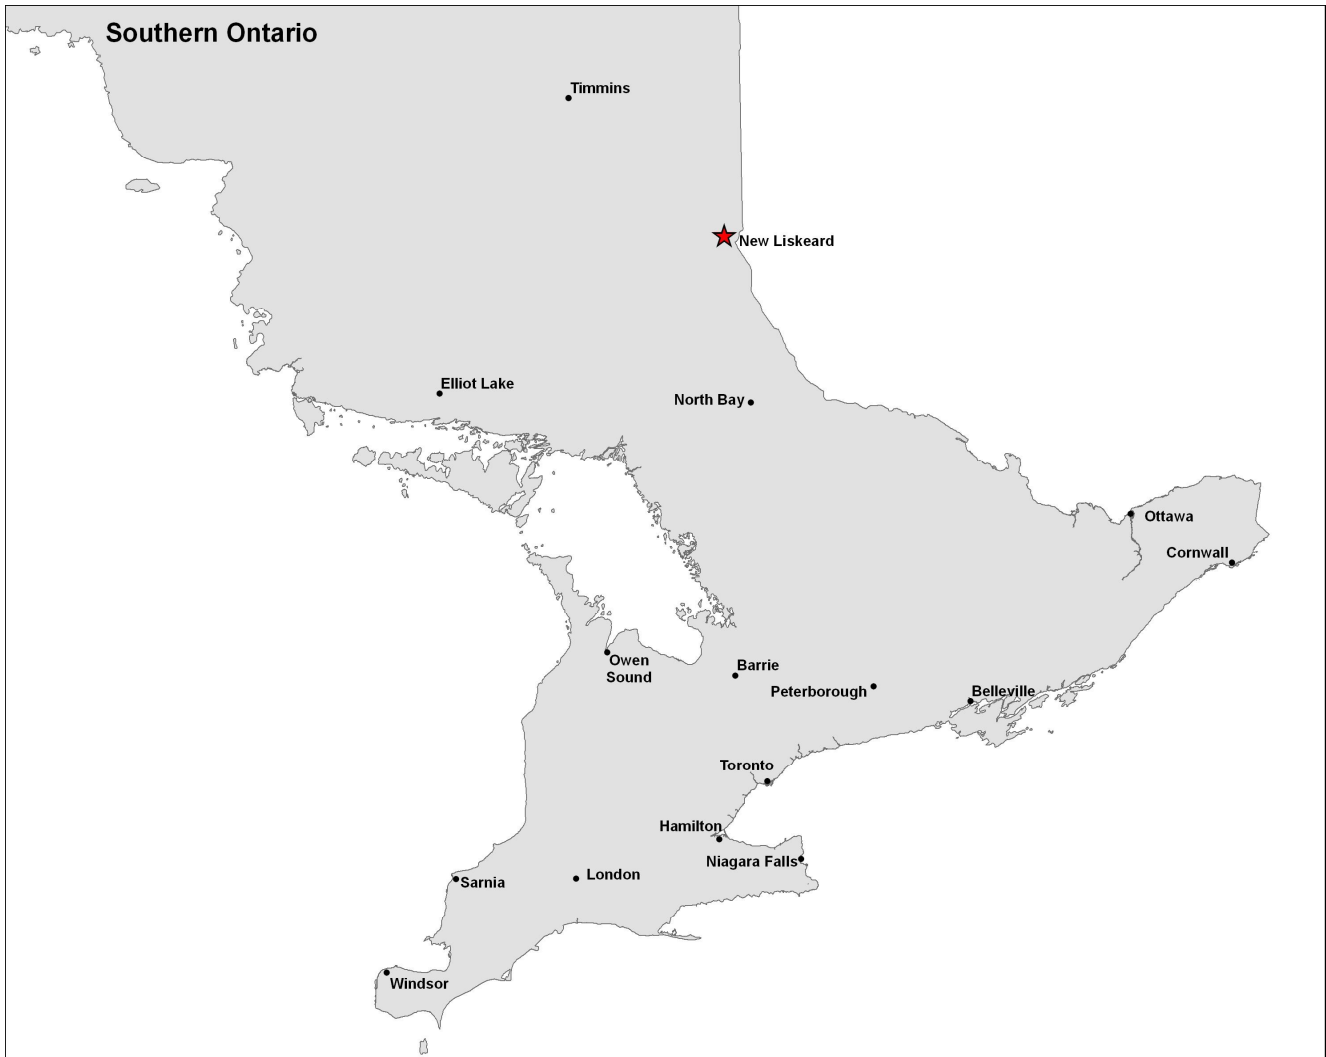 Southern Ontario
Timmins
New Liskeard
Elliot Lake
North Bay
Ottawa
Cornwall
Owen
Sound
Barrie
Peterborough
Belleville
Toronto
Hamilton
Niagara Falls
London
Sarnia
Windsor